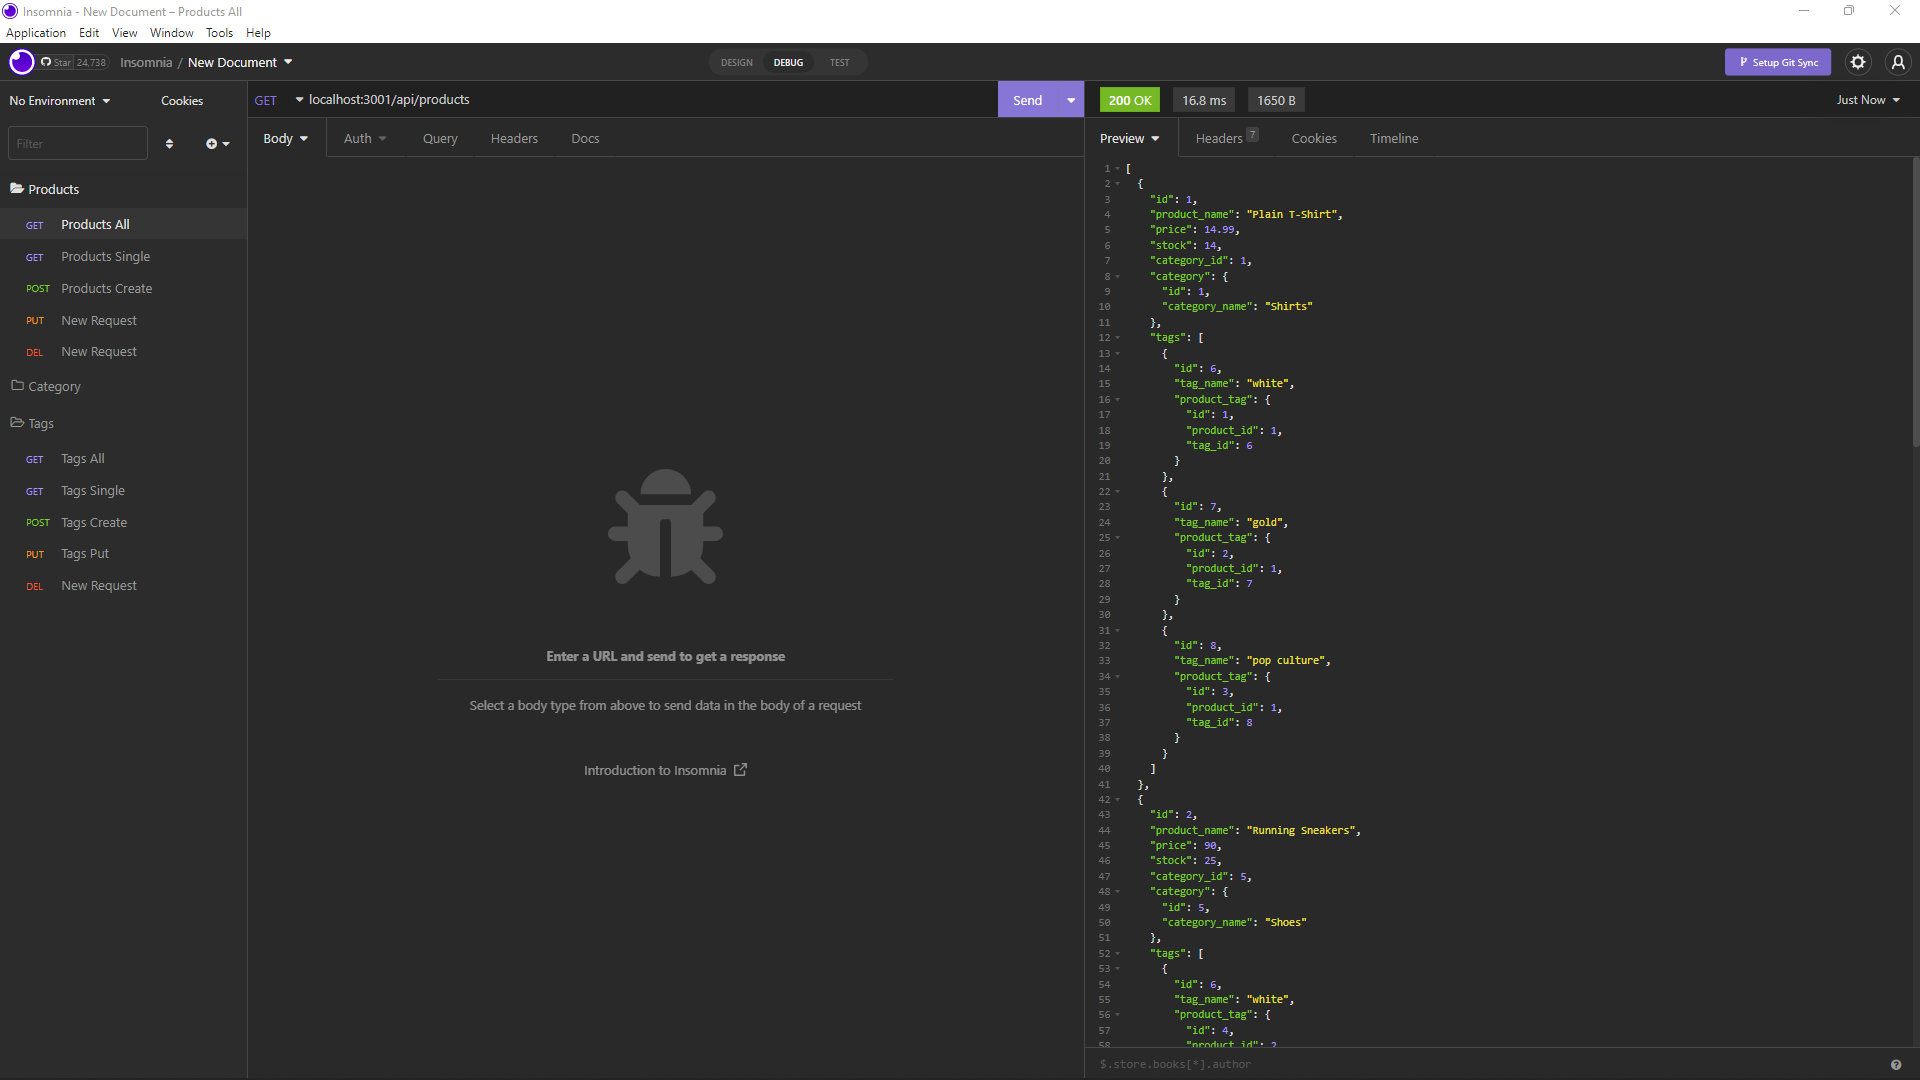 Insomnia - New Document – Products All
Application Edit View Window Tools Help
Star 24,738 Insomnia / New Document DESIGN DEBUG TEST Setup Git Sync
No Environment Cookies
GET localhost:3001/api/products Send
200 OK 16.8 ms 1650 B Just Now
Filter
Body Auth Query Headers Docs
Preview Headers 7 Cookies Timeline
Products
GET Products All
GET Products Single
POST Products Create
PUT New Request
DEL New Request
Category
Tags
GET Tags All
GET Tags Single
POST Tags Create
PUT Tags Put
DEL New Request
Enter a URL and send to get a response
Select a body type from above to send data in the body of a request
Introduction to Insomnia
1 [
2 {
3 "id": 1,
4 "product_name": "Plain T-Shirt",
5 "price": 14.99,
6 "stock": 14,
7 "category_id": 1,
8 "category": {
9 "id": 1,
10 "category_name": "Shirts"
11 },
12 "tags": [
13 {
14 "id": 6,
15 "tag_name": "white",
16 "product_tag": {
17 "id": 1,
18 "product_id": 1,
19 "tag_id": 6
20 }
21 },
22 {
23 "id": 7,
24 "tag_name": "gold",
25 "product_tag": {
26 "id": 2,
27 "product_id": 1,
28 "tag_id": 7
29 }
30 },
31 {
32 "id": 8,
33 "tag_name": "pop culture",
34 "product_tag": {
35 "id": 3,
36 "product_id": 1,
37 "tag_id": 8
38 }
39 }
40 ]
41 },
42 {
43 "id": 2,
44 "product_name": "Running Sneakers",
45 "price": 90,
46 "stock": 25,
47 "category_id": 5,
48 "category": {
49 "id": 5,
50 "category_name": "Shoes"
51 },
52 "tags": [
53 {
54 "id": 6,
55 "tag_name": "white",
56 "product_tag": {
57 "id": 4,
58 "product_id": 2,
$.store.books[*].author